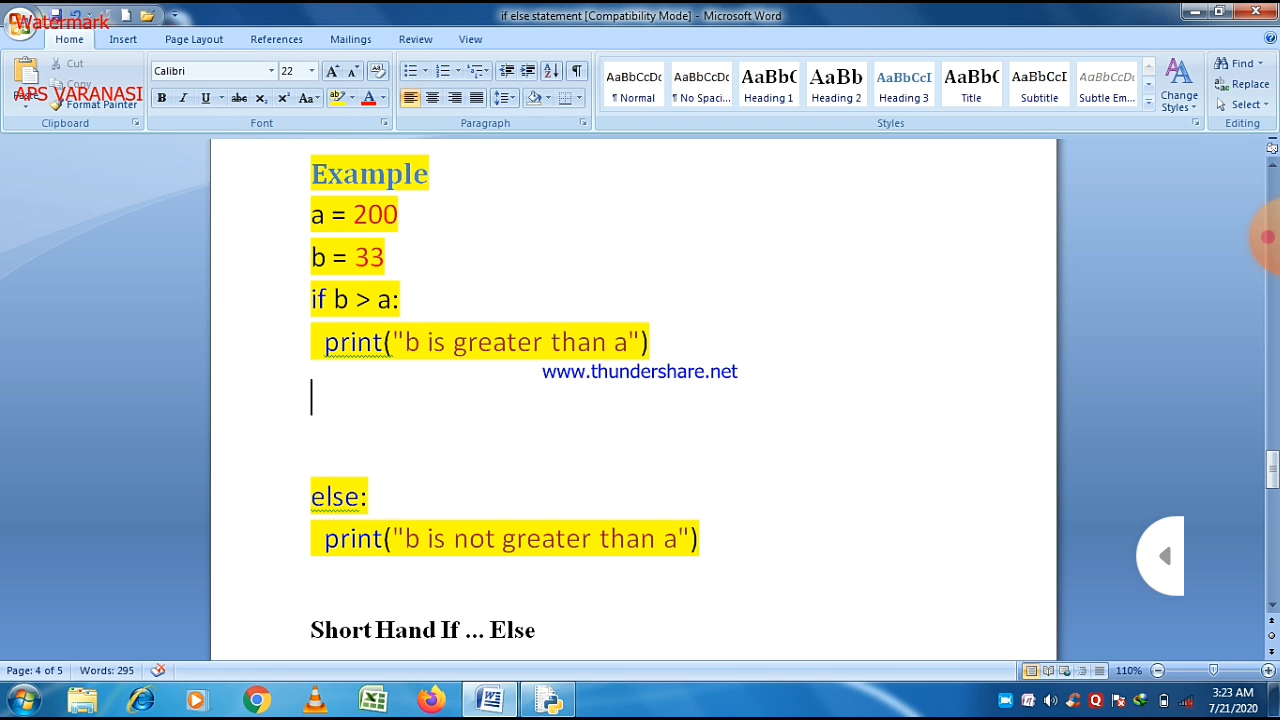 if else statement [Compatibility Mode] - Microsoft Word
Watermark
Home Insert Page Layout References Mailings Review View
Cut
Copy
Paste
Format Painter
APS VARANASI
Clipboard
Calibri 22
Font
Paragraph
AaBbCcDc AaBbCcDc AaBbC AaBb AaBbCcI AaBbC AaBbCcI AaBbCcDc
¶ Normal ¶ No Spaci... Heading 1 Heading 2 Heading 3 Title Subtitle Subtle Em...
Change Styles
Styles
Find
Replace
Select
Editing
Example
a = 200
b = 33
if b > a:
print("b is greater than a")
www.thundershare.net
else:
print("b is not greater than a")
Short Hand If ... Else
Page: 4 of 5 Words: 295 110%
3:23 AM
7/21/2020